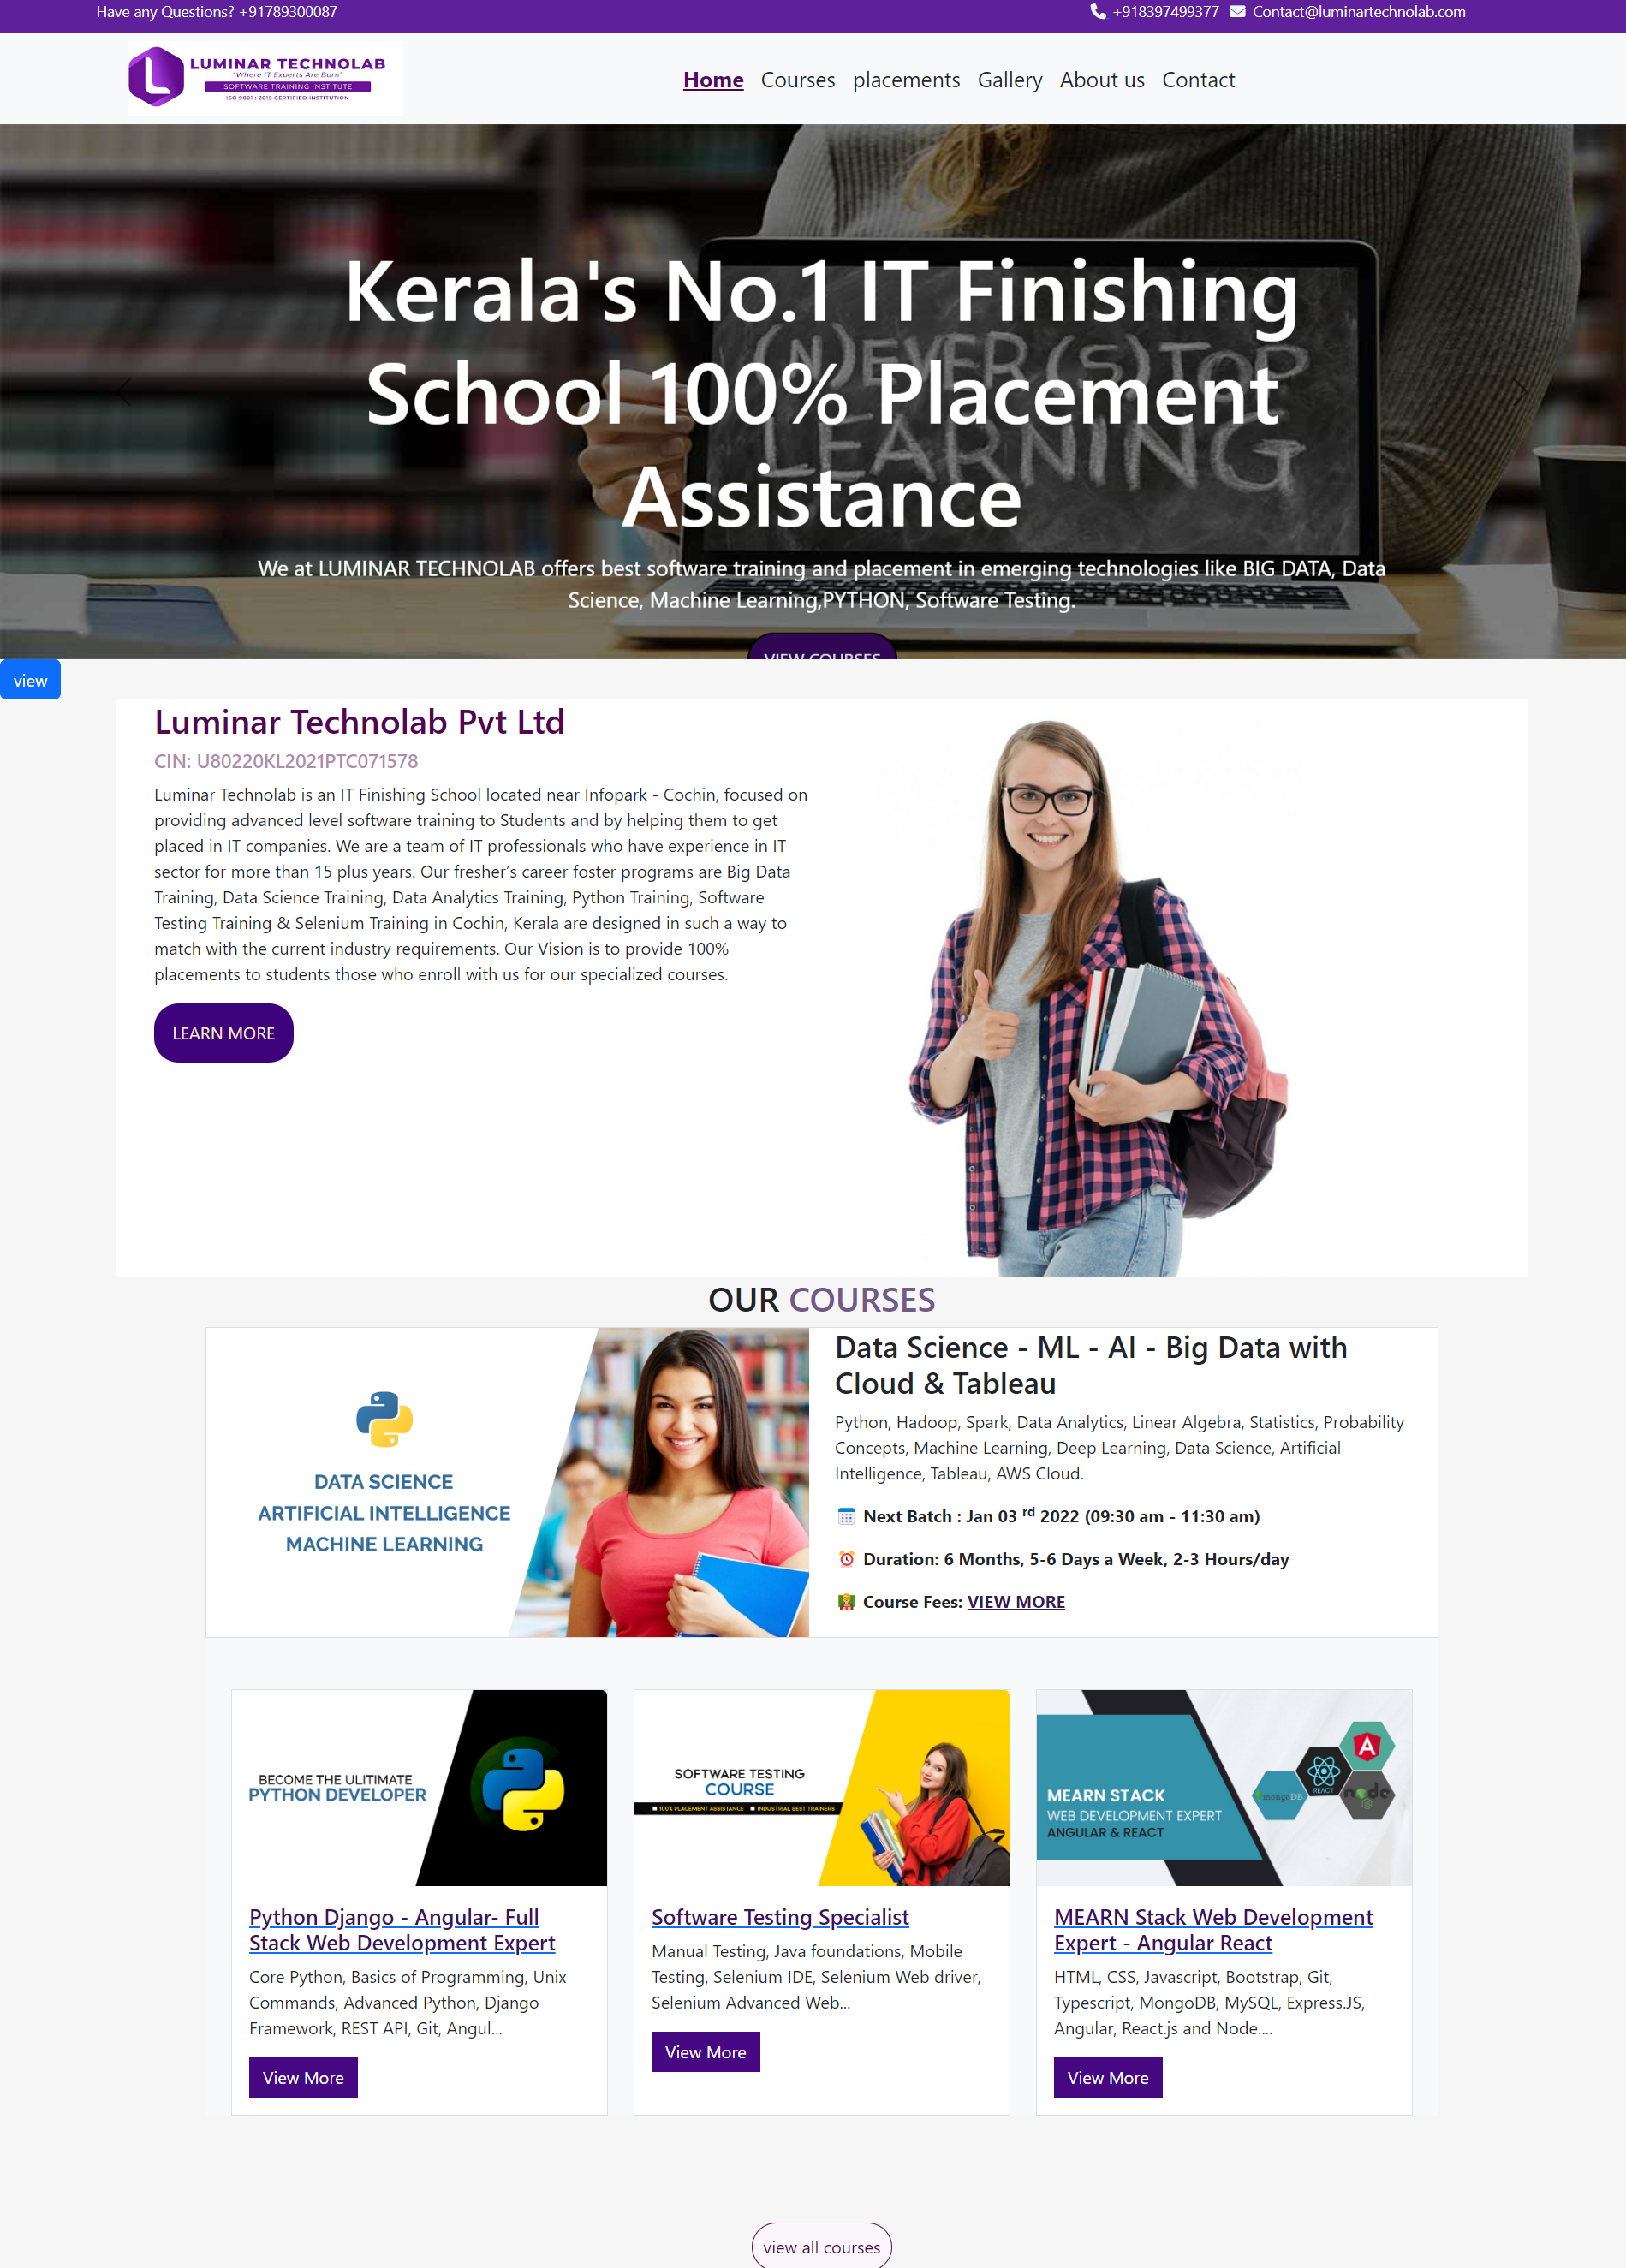 Have any Questions? +91789300087
+918397499377 Contact@luminartechnolab.com
LUMINAR TECHNOLAB
"Where IT Experts Are Born"
SOFTWARE TRAINING INSTITUTE
ISO 9001 : 2015 CERTIFIED INSTITUTION
Home Courses placements Gallery About us Contact
Kerala's No.1 IT Finishing
School 100% Placement
Assistance
(N)EVER (S)TOP
LEARNING
We at LUMINAR TECHNOLAB offers best software training and placement in emerging technologies like BIG DATA, Data
Science, Machine Learning,PYTHON, Software Testing.
VIEW COURSES
view
Luminar Technolab Pvt Ltd
CIN: U80220KL2021PTC071578
Luminar Technolab is an IT Finishing School located near Infopark - Cochin, focused on
providing advanced level software training to Students and by helping them to get
placed in IT companies. We are a team of IT professionals who have experience in IT
sector for more than 15 plus years. Our fresher’s career foster programs are Big Data
Training, Data Science Training, Data Analytics Training, Python Training, Software
Testing Training & Selenium Training in Cochin, Kerala are designed in such a way to
match with the current industry requirements. Our Vision is to provide 100%
placements to students those who enroll with us for our specialized courses.
LEARN MORE
OUR COURSES
DATA SCIENCE
ARTIFICIAL INTELLIGENCE
MACHINE LEARNING
Data Science - ML - AI - Big Data with
Cloud & Tableau
Python, Hadoop, Spark, Data Analytics, Linear Algebra, Statistics, Probability
Concepts, Machine Learning, Deep Learning, Data Science, Artificial
Intelligence, Tableau, AWS Cloud.
Next Batch : Jan 03 rd 2022 (09:30 am - 11:30 am)
Duration: 6 Months, 5-6 Days a Week, 2-3 Hours/day
Course Fees: VIEW MORE
BECOME THE ULITIMATE
PYTHON DEVELOPER
Python Django - Angular- Full
Stack Web Development Expert
Core Python, Basics of Programming, Unix
Commands, Advanced Python, Django
Framework, REST API, Git, Angul...
View More
SOFTWARE TESTING
COURSE
100% PLACEMENT ASSISTANCE INDUSTRIAL BEST TRAINERS
Software Testing Specialist
Manual Testing, Java foundations, Mobile
Testing, Selenium IDE, Selenium Web driver,
Selenium Advanced Web...
View More
MEARN STACK
WEB DEVELOPMENT EXPERT
ANGULAR & REACT
mongoDB
REACT
A
node
MEARN Stack Web Development
Expert - Angular React
HTML, CSS, Javascript, Bootstrap, Git,
Typescript, MongoDB, MySQL, Express.JS,
Angular, React.js and Node....
View More
view all courses